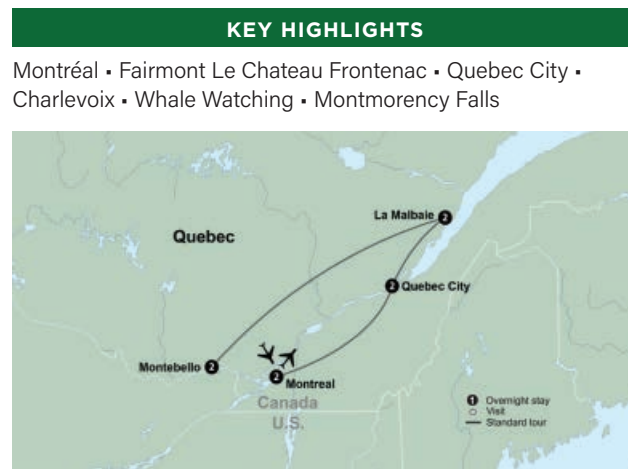 KEY HIGHLIGHTS
Montréal • Fairmont Le Chateau Frontenac • Quebec City •
Charlevoix • Whale Watching • Montmorency Falls
La Malbaie 2
Quebec
2 Quebec City
Montebello 2
2 Montreal
Canada
U.S.
1 Overnight stay
Visit
Standard tour